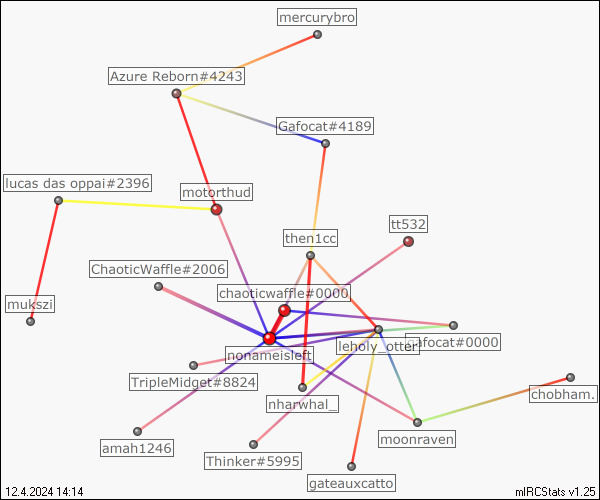 mercurybro
Azure Reborn#4243
Gafocat#4189
lucas das oppai#2396
motorthud
tt532
then1cc
ChaoticWaffle#2006
chaoticwaffle#0000
mukszi
nonameisleft
leholy_otter
gafocat#0000
TripleMidget#8824
nharwhal_
chobham.
moonraven
amah1246
Thinker#5995
gateauxcatto
12.4.2024 14:14
mIRCStats v1.25